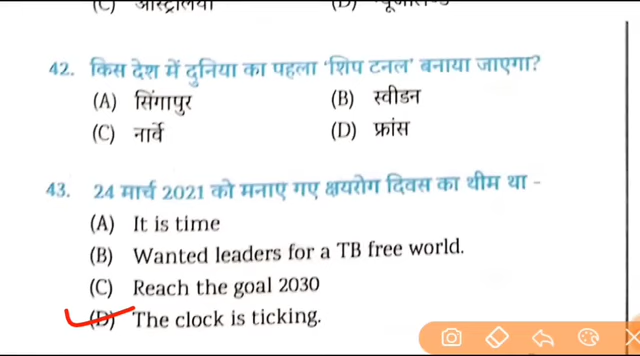 (C) ऑस्ट्रेलिया
(D)
42. किस देश में दुनिया का पहला 'शिप टनल' बनाया जाएगा?
(A) सिंगापुर
(B) स्वीडन
(C) नार्वे
(D) फ्रांस
43. 24 मार्च 2021 को मनाए गए क्षयरोग दिवस का थीम था -
(A) It is time
(B) Wanted leaders for a TB free world.
(C) Reach the goal 2030
(D) The clock is ticking.